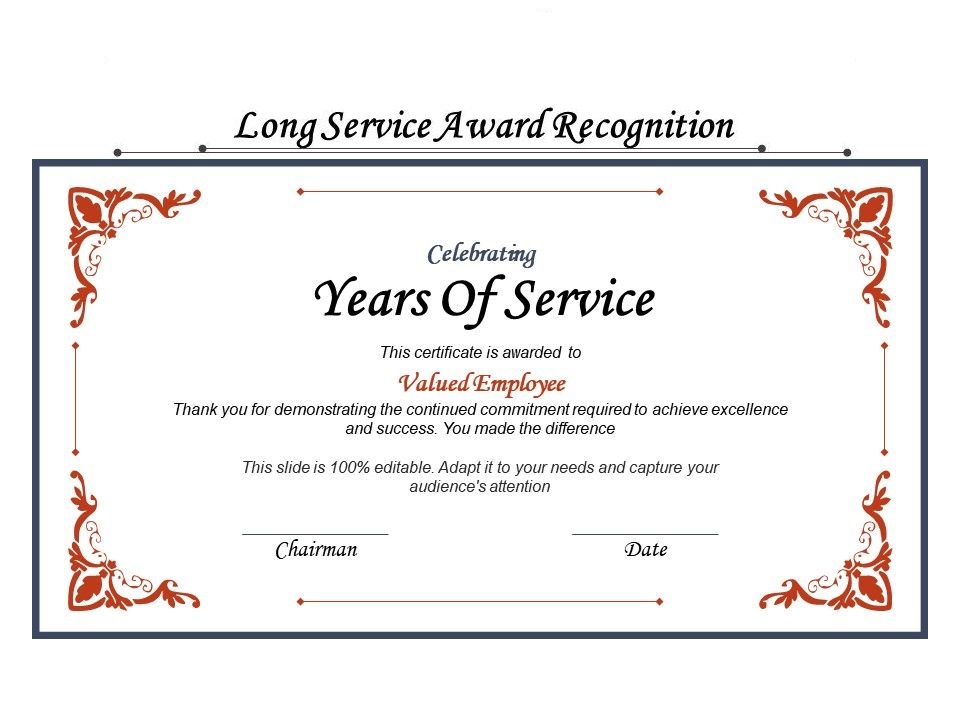 Long Service Award Recognition
Celebrating
Years Of Service
This certificate is awarded to
Valued Employee
Thank you for demonstrating the continued commitment required to achieve excellence
and success. You made the difference
This slide is 100% editable. Adapt it to your needs and capture your
audience's attention
Chairman
Date